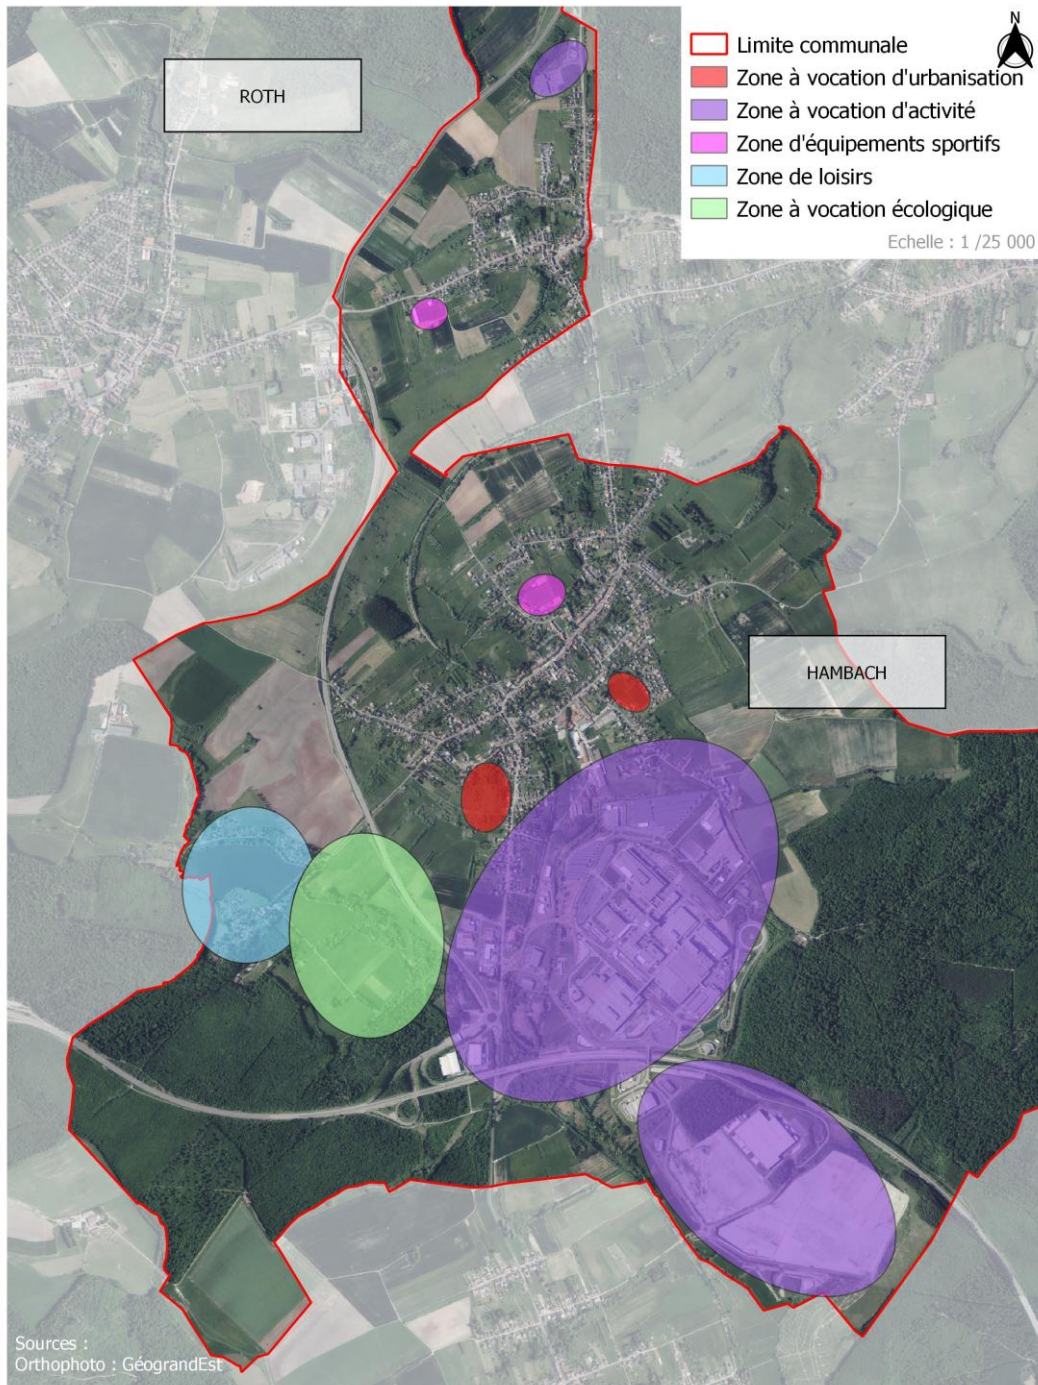 ROTH
N
Limite communale
Zone à vocation d'urbanisation
Zone à vocation d'activité
Zone d'équipements sportifs
Zone de loisirs
Zone à vocation écologique
Echelle : 1 /25 000
HAMBACH
Sources :
Orthophoto : GéograndEst